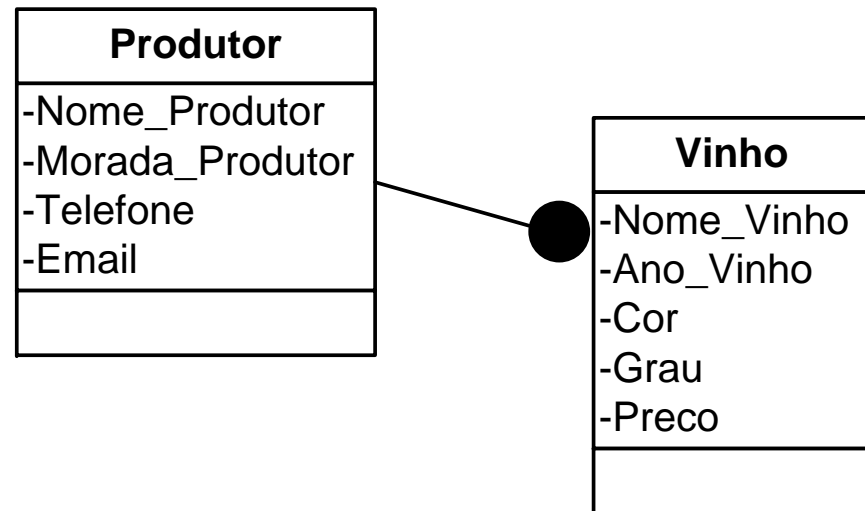 Produtor
-Nome_Produtor
-Morada_Produtor
-Telefone
-Email
Vinho
-Nome_Vinho
-Ano_Vinho
-Cor
-Grau
-Preco